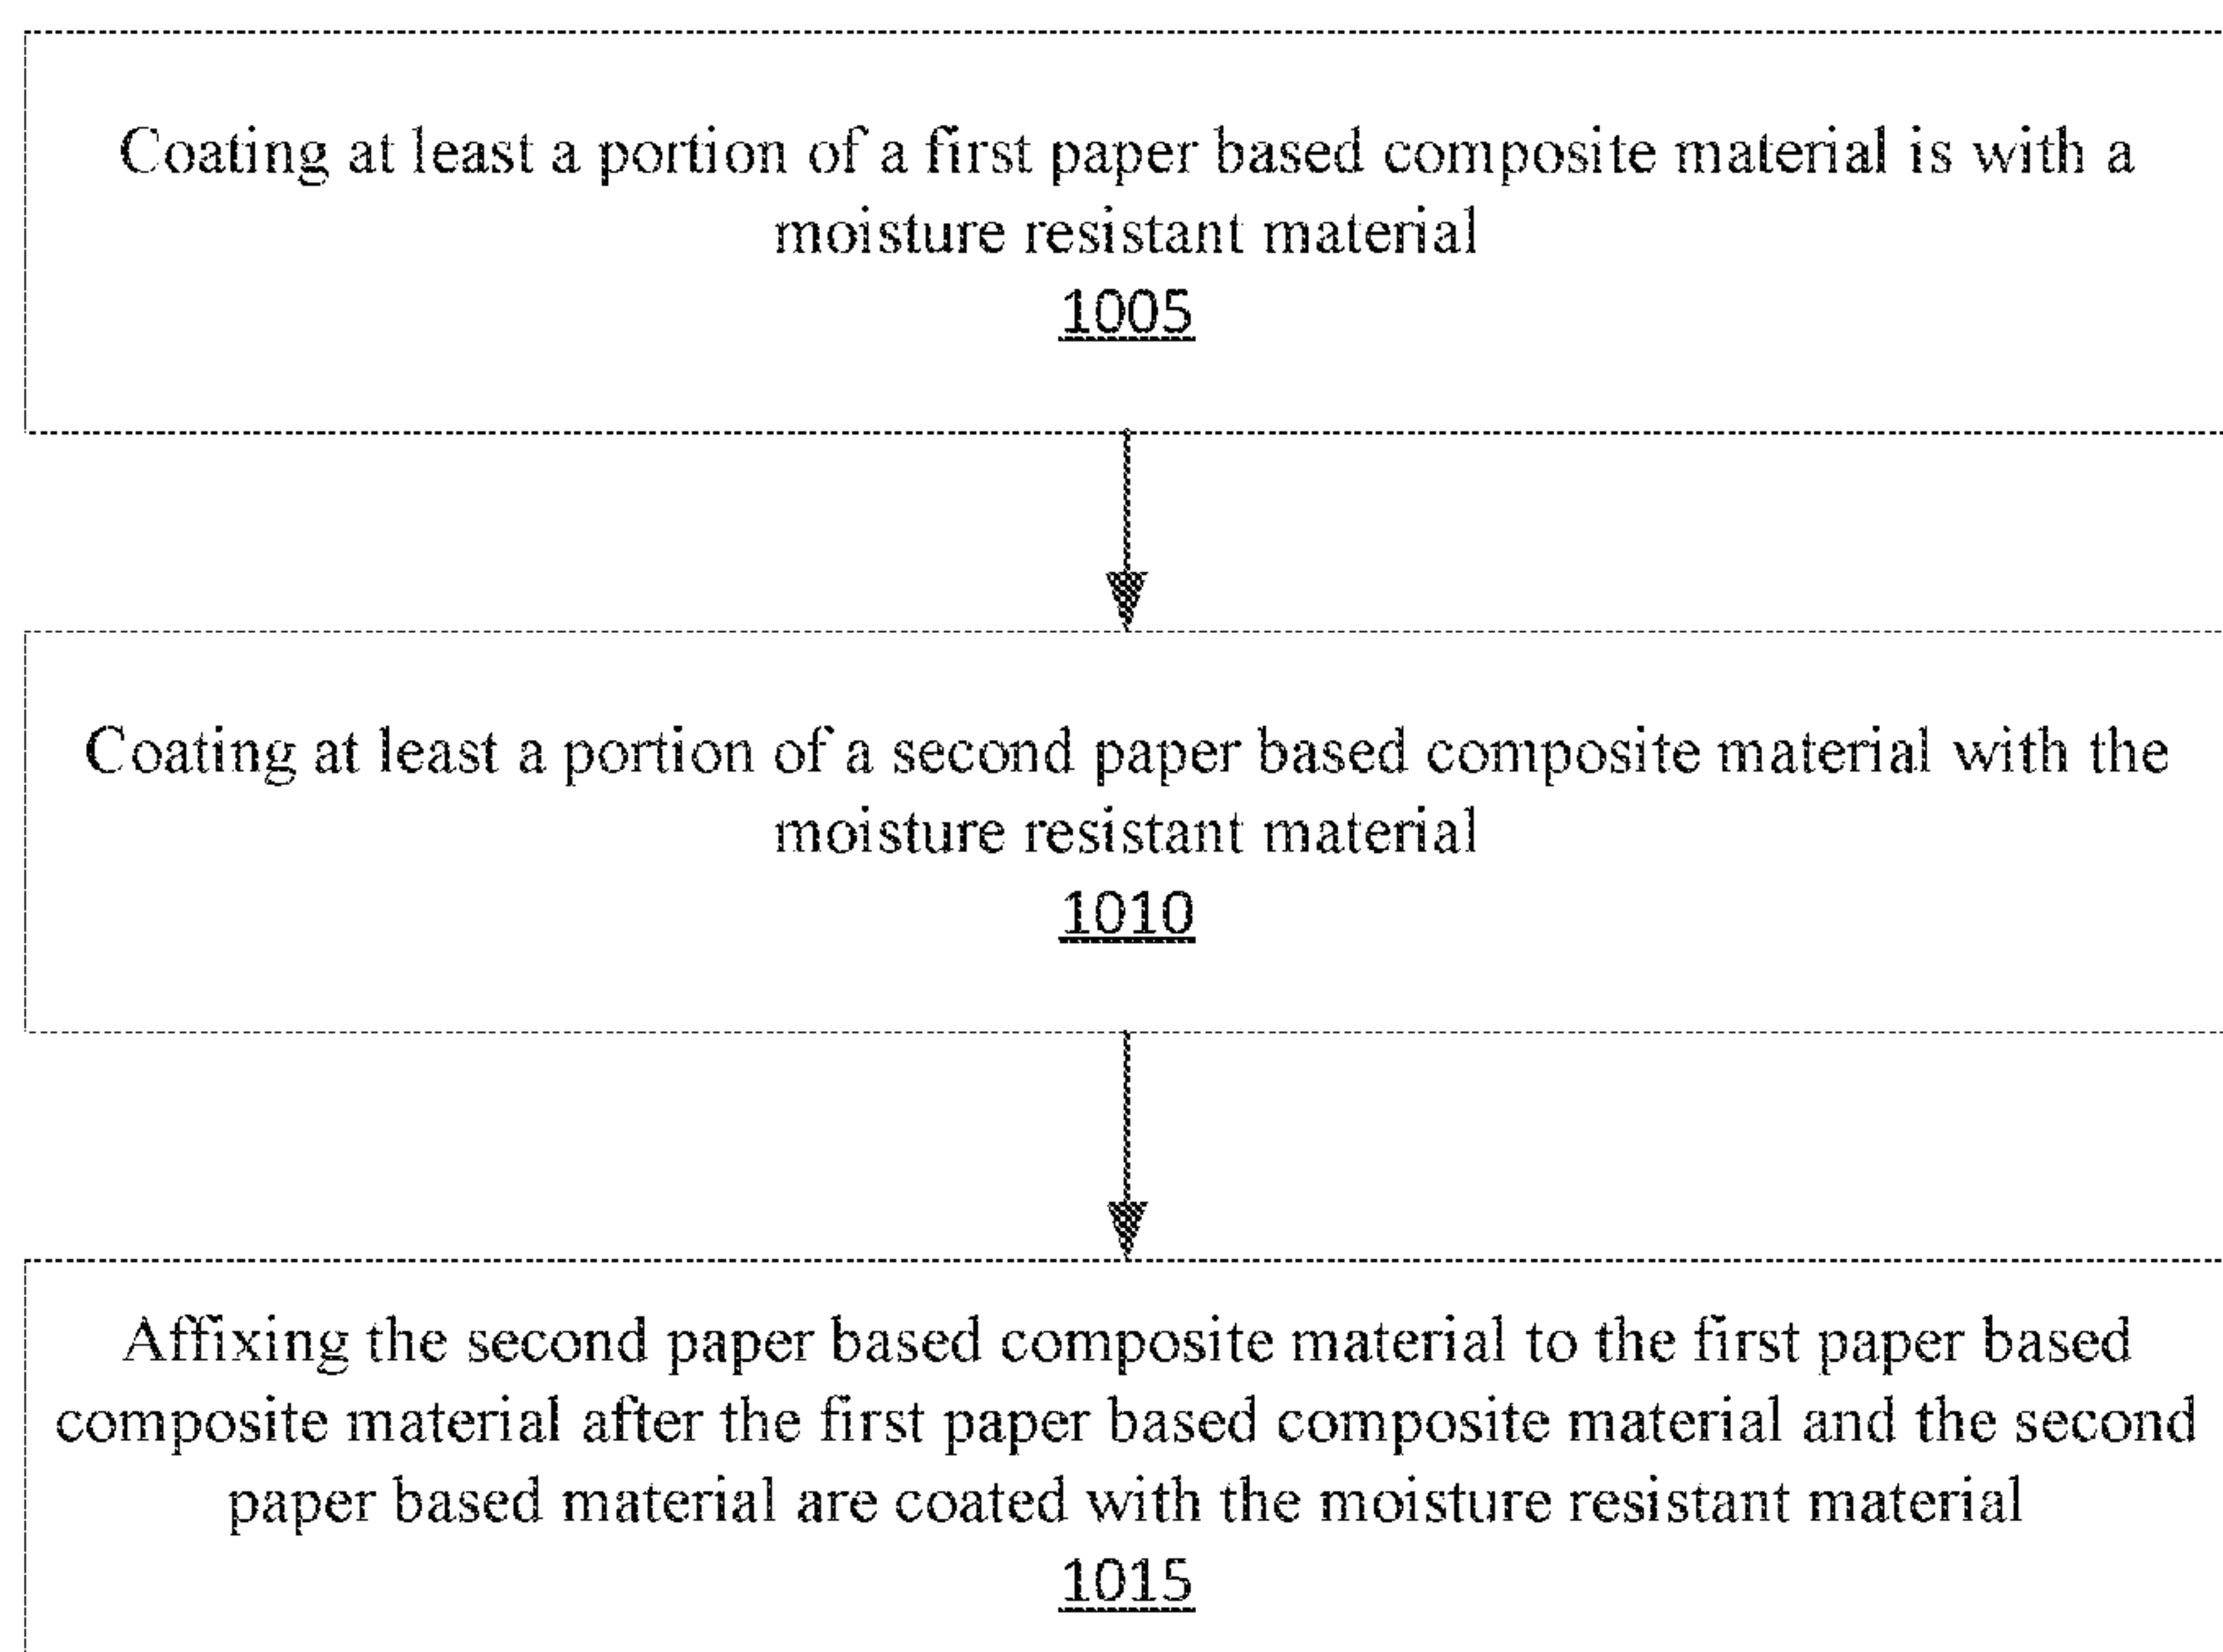 Coating at least a portion of a first paper based composite material is with a
moisture resistant material
1005
Coating at least a portion of a second paper based composite material with the
moisture resistant material
1010
Affixing the second paper based composite material to the first paper based
composite material after the first paper based composite material and the second
paper based material are coated with the moisture resistant material
1015